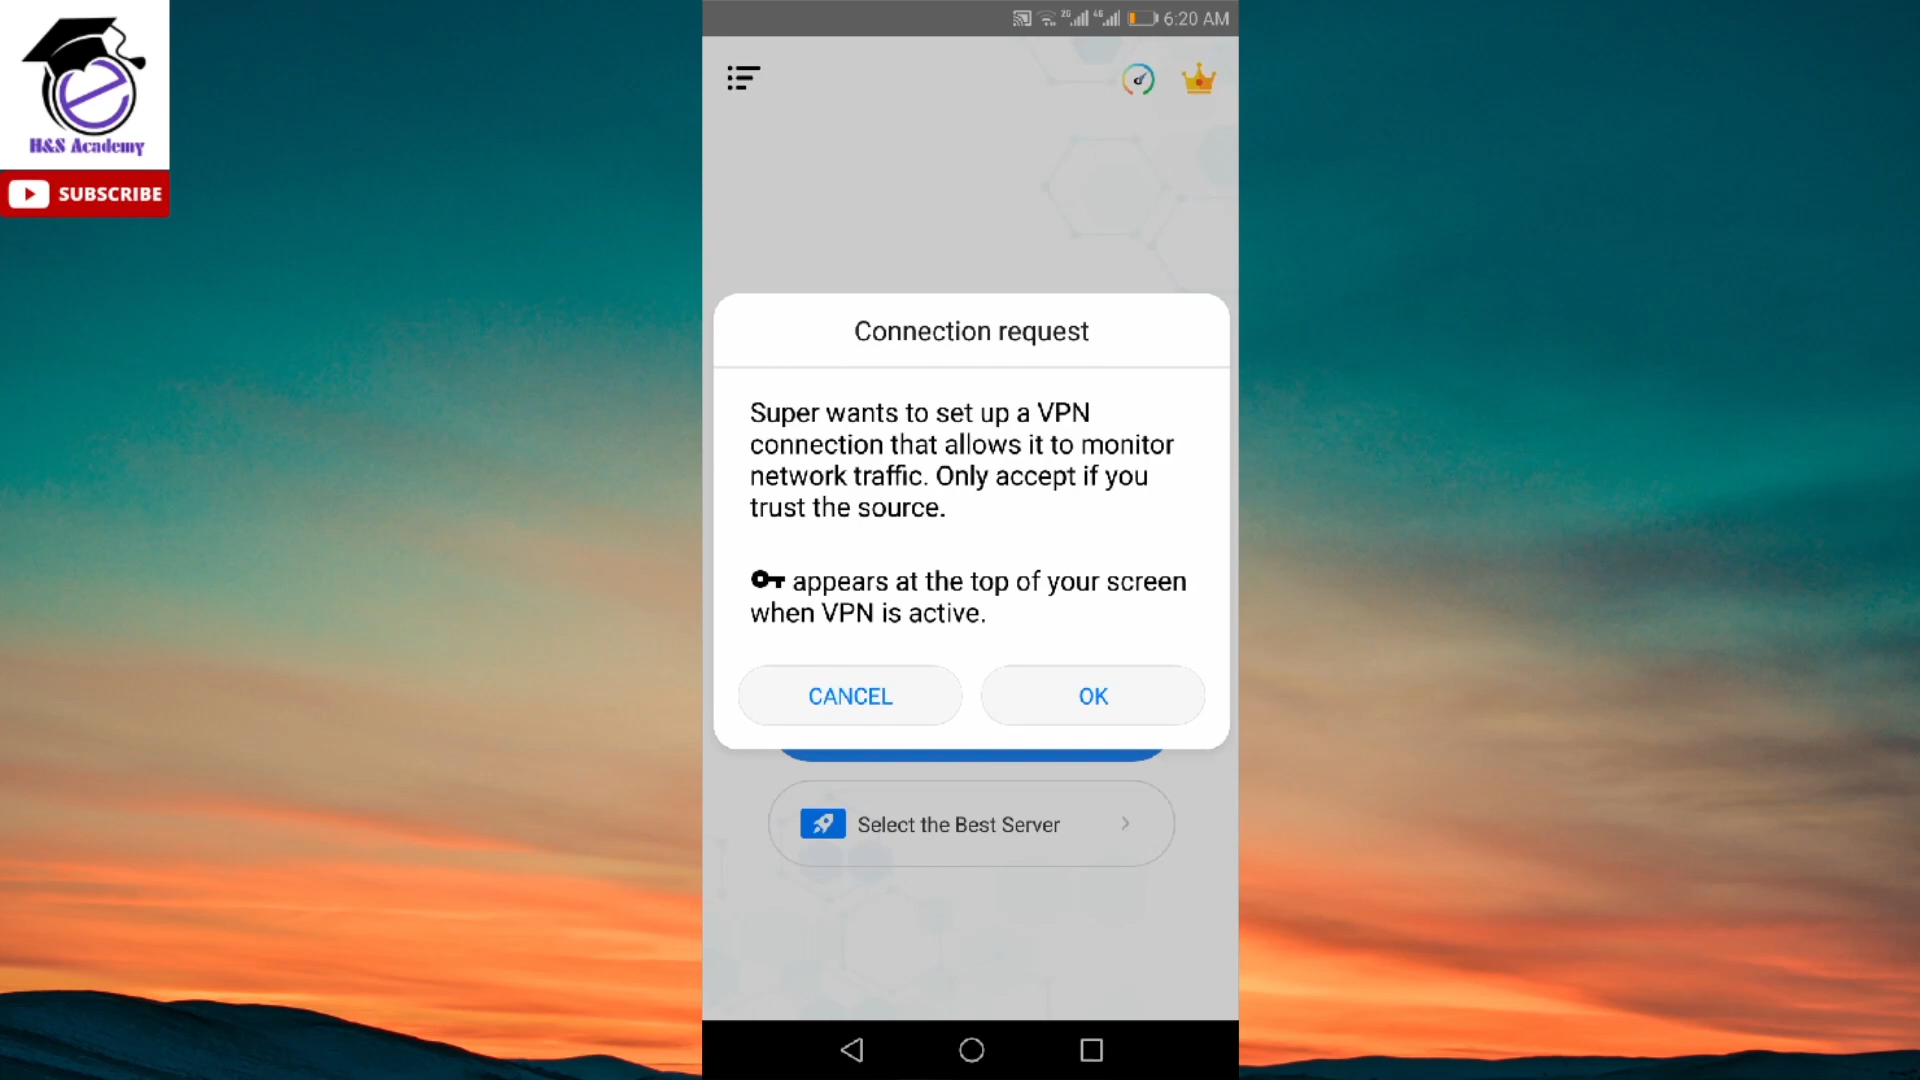 H&S Academy
SUBSCRIBE
2G
4G
6:20 AM
Connection request
Super wants to set up a VPN
connection that allows it to monitor
network traffic. Only accept if you
trust the source.
appears at the top of your screen
when VPN is active.
CANCEL
OK
Select the Best Server